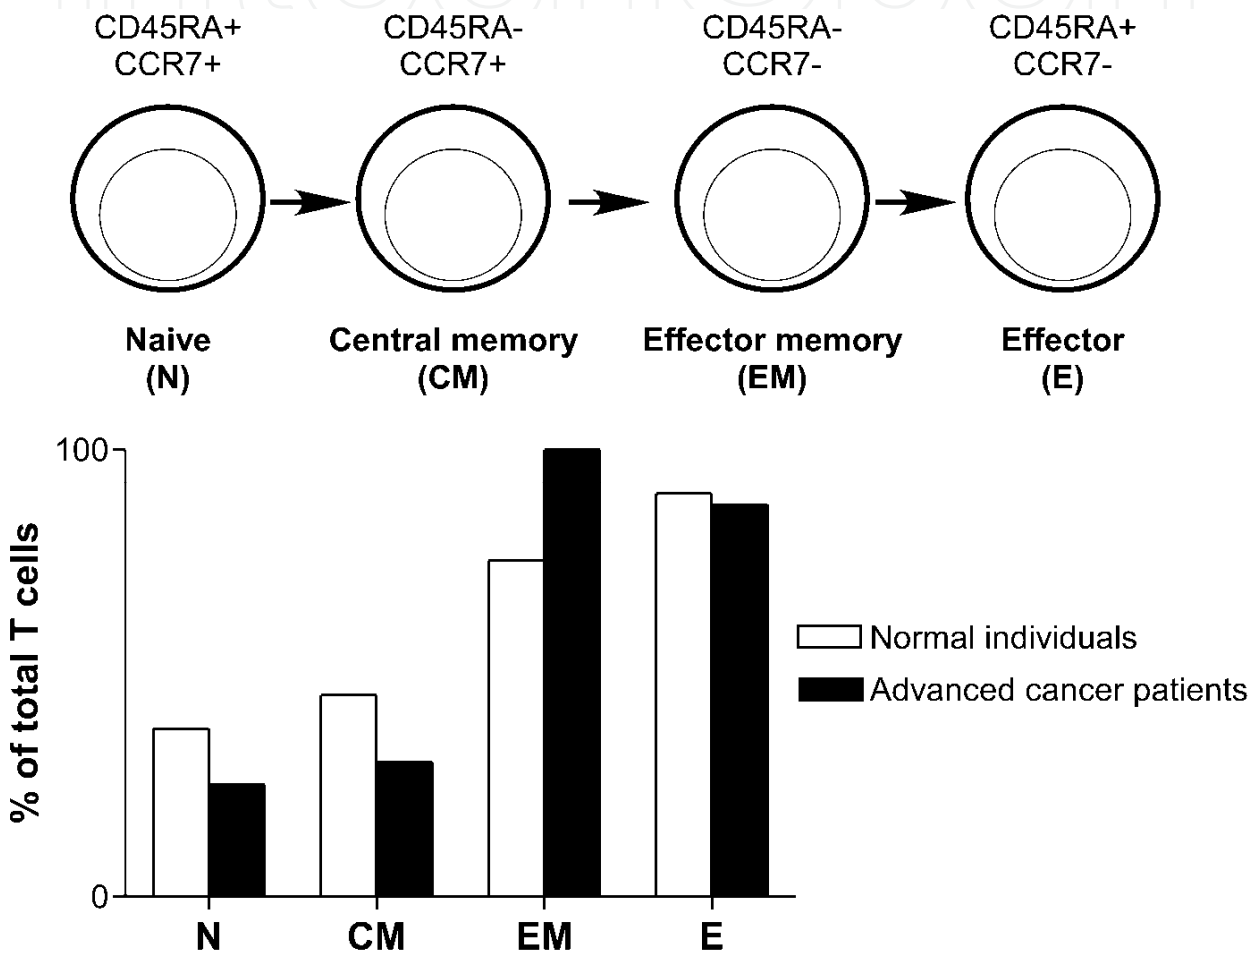 CD45RA+
CCR7+
CD45RA-
CCR7+
CD45RA-
CCR7-
CD45RA+
CCR7-
Naive
(N)
Central memory
(CM)
Effector memory
(EM)
Effector
(E)
100
0
% of total T cells
N
CM
EM
E
Normal individuals
Advanced cancer patients